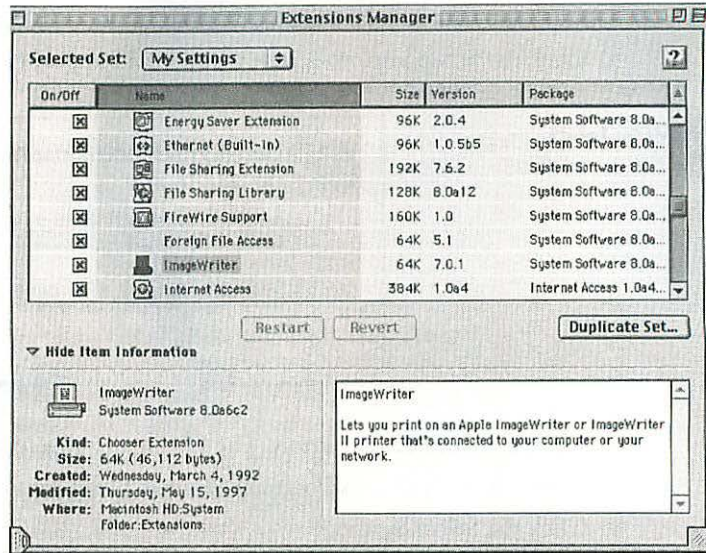 Extensions Manager
Selected Set: My Settings
?
On/Off Name Size Version Package
Energy Saver Extension 96K 2.0.4 System Software 8.0a...
Ethernet (Built-In) 96K 1.0.5b5 System Software 8.0a...
File Sharing Extension 192K 7.6.2 System Software 8.0a...
File Sharing Library 128K 8.0a12 System Software 8.0a...
FireWire Support 160K 1.0 System Software 8.0a...
Foreign File Access 64K 5.1 System Software 8.0a...
ImageWriter 64K 7.0.1 System Software 8.0a...
Internet Access 384K 1.0a4 Internet Access 1.0a4...
Restart Revert Duplicate Set...
Hide Item Information
ImageWriter
System Software 8.0a6c2
Kind: Chooser Extension
Size: 64K (46,112 bytes)
Created: Wednesday, March 4, 1992
Modified: Thursday, May 15, 1997
Where: Macintosh HD:System
Folder:Extensions:
ImageWriter
Lets you print on an Apple ImageWriter or ImageWriter
II printer that's connected to your computer or your
network.